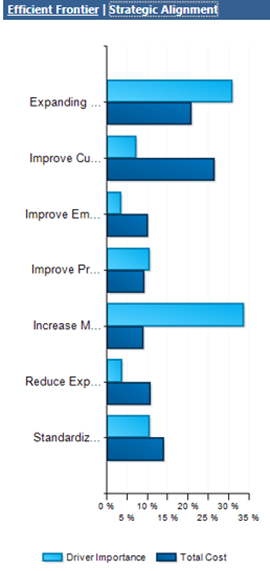 Efficient Frontier | Strategic Alignment
Expanding ...
Improve Cu...
Improve Em...
Improve Pr...
Increase M...
Reduce Exp...
Standardiz...
0 % 10 % 20 % 30 %
5 % 15 % 25 % 35 %
Driver Importance Total Cost